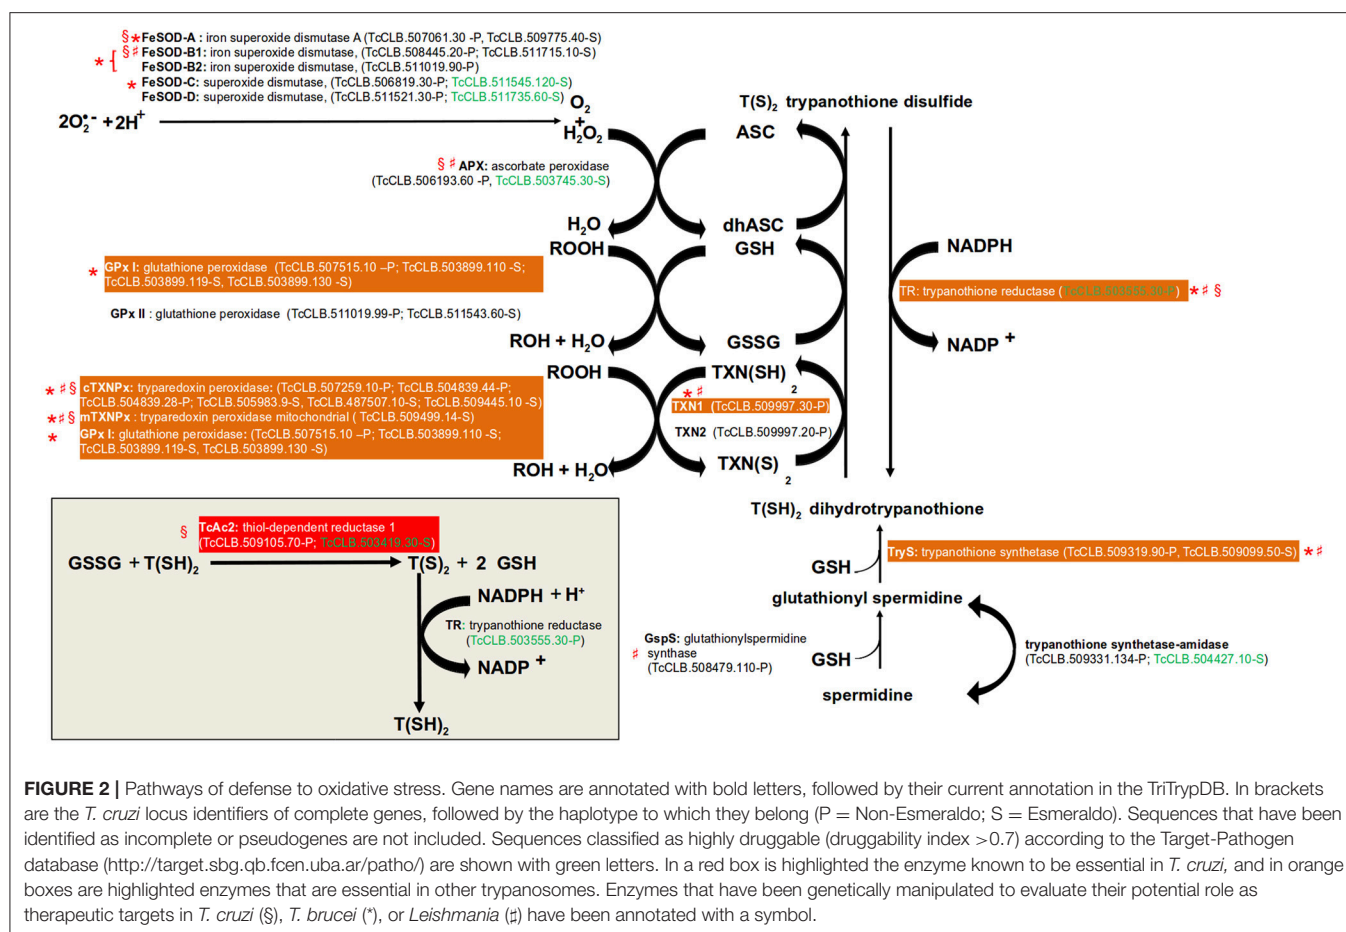 § * FeSOD-A : iron superoxide dismutase A (TcCLB.507061.30 -P, TcCLB.509775.40-S)
§ ♯ FeSOD-B1: iron superoxide dismutase, (TcCLB.508445.20-P; TcCLB.511715.10-S)
* { FeSOD-B2: iron superoxide dismutase, (TcCLB.511019.90-P)
* FeSOD-C: superoxide dismutase, (TcCLB.506819.30-P; TcCLB.511545.120-S)
FeSOD-D: superoxide dismutase, (TcCLB.511521.30-P; TcCLB.511735.60-S)
2O₂•- + 2H⁺
O₂
+
H₂O₂
§ ♯ APX: ascorbate peroxidase
(TcCLB.506193.60 -P, TcCLB.503745.30-S)
H₂O
ASC
dhASC
T(S)₂ trypanothione disulfide
ROOH
GSH
* GPx I: glutathione peroxidase (TcCLB.507515.10 –P; TcCLB.503899.110 -S;
TcCLB.503899.119-S, TcCLB.503899.130 -S)
GPx II : glutathione peroxidase (TcCLB.511019.99-P; TcCLB.511543.60-S)
ROH + H₂O
GSSG
NADPH
TR: trypanothione reductase (TcCLB.503555.30-P) * ♯ §
NADP +
ROOH
TXN(SH) 2
* ♯ § cTXNPx: tryparedoxin peroxidase: (TcCLB.507259.10-P; TcCLB.504839.44-P;
TcCLB.504839.28-P; TcCLB.505983.9-S, TcCLB.487507.10-S; TcCLB.509445.10 -S)
* ♯ § mTXNPx : tryparedoxin peroxidase mitochondrial ( TcCLB.509499.14-S)
* GPx I: glutathione peroxidase: (TcCLB.507515.10 –P; TcCLB.503899.110 -S;
TcCLB.503899.119-S, TcCLB.503899.130 -S)
* ♯
TXN1 (TcCLB.509997.30-P)
TXN2 (TcCLB.509997.20-P)
ROH + H₂O
TXN(S) 2
T(SH)₂ dihydrotrypanothione
TryS: trypanothione synthetase (TcCLB.509319.90-P, TcCLB.509099.50-S) * ♯
GSH
glutathionyl spermidine
♯ GspS: glutathionylspermidine
synthase
(TcCLB.508479.110-P)
GSH
spermidine
trypanothione synthetase-amidase
(TcCLB.509331.134-P; TcCLB.504427.10-S)
§ TcAc2: thiol-dependent reductase 1
(TcCLB.509105.70-P; TcCLB.503419.30-S)
GSSG + T(SH)₂
T(S)₂ + 2 GSH
NADPH + H⁺
TR: trypanothione reductase
(TcCLB.503555.30-P)
NADP +
T(SH)₂
FIGURE 2 | Pathways of defense to oxidative stress. Gene names are annotated with bold letters, followed by their current annotation in the TriTrypDB. In brackets
are the T. cruzi locus identifiers of complete genes, followed by the haplotype to which they belong (P = Non-Esmeraldo; S = Esmeraldo). Sequences that have been
identified as incomplete or pseudogenes are not included. Sequences classified as highly druggable (druggability index >0.7) according to the Target-Pathogen
database (http://target.sbg.qb.fcen.uba.ar/patho/) are shown with green letters. In a red box is highlighted the enzyme known to be essential in T. cruzi, and in orange
boxes are highlighted enzymes that are essential in other trypanosomes. Enzymes that have been genetically manipulated to evaluate their potential role as
therapeutic targets in T. cruzi (§), T. brucei (*), or Leishmania (♯) have been annotated with a symbol.